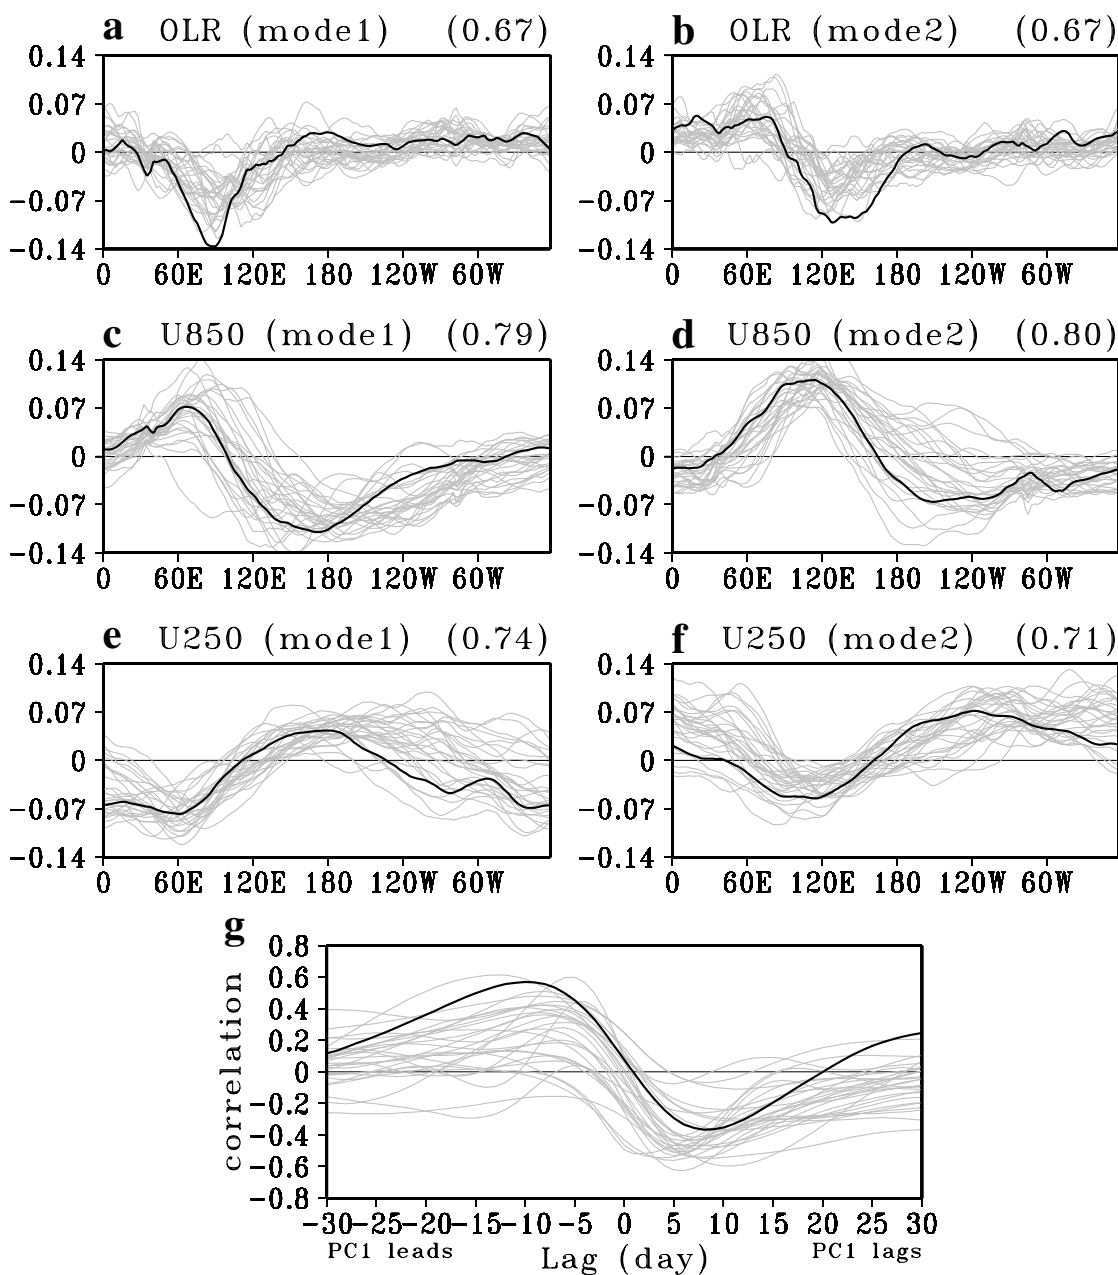 a OLR (mode1) (0.67)
b OLR (mode2) (0.67)
0.14
0.07
0
-0.07
-0.14
0 60E 120E 180 120W 60W
0.14
0.07
0
-0.07
-0.14
0 60E 120E 180 120W 60W
c U850 (mode1) (0.79)
d U850 (mode2) (0.80)
0.14
0.07
0
-0.07
-0.14
0 60E 120E 180 120W 60W
0.14
0.07
0
-0.07
-0.14
0 60E 120E 180 120W 60W
e U250 (mode1) (0.74)
f U250 (mode2) (0.71)
0.14
0.07
0
-0.07
-0.14
0 60E 120E 180 120W 60W
0.14
0.07
0
-0.07
-0.14
0 60E 120E 180 120W 60W
g
correlation
0.8
0.6
0.4
0.2
0
-0.2
-0.4
-0.6
-0.8
-30 -25 -20 -15 -10 -5 0 5 10 15 20 25 30
PC1 leads Lag (day) PC1 lags